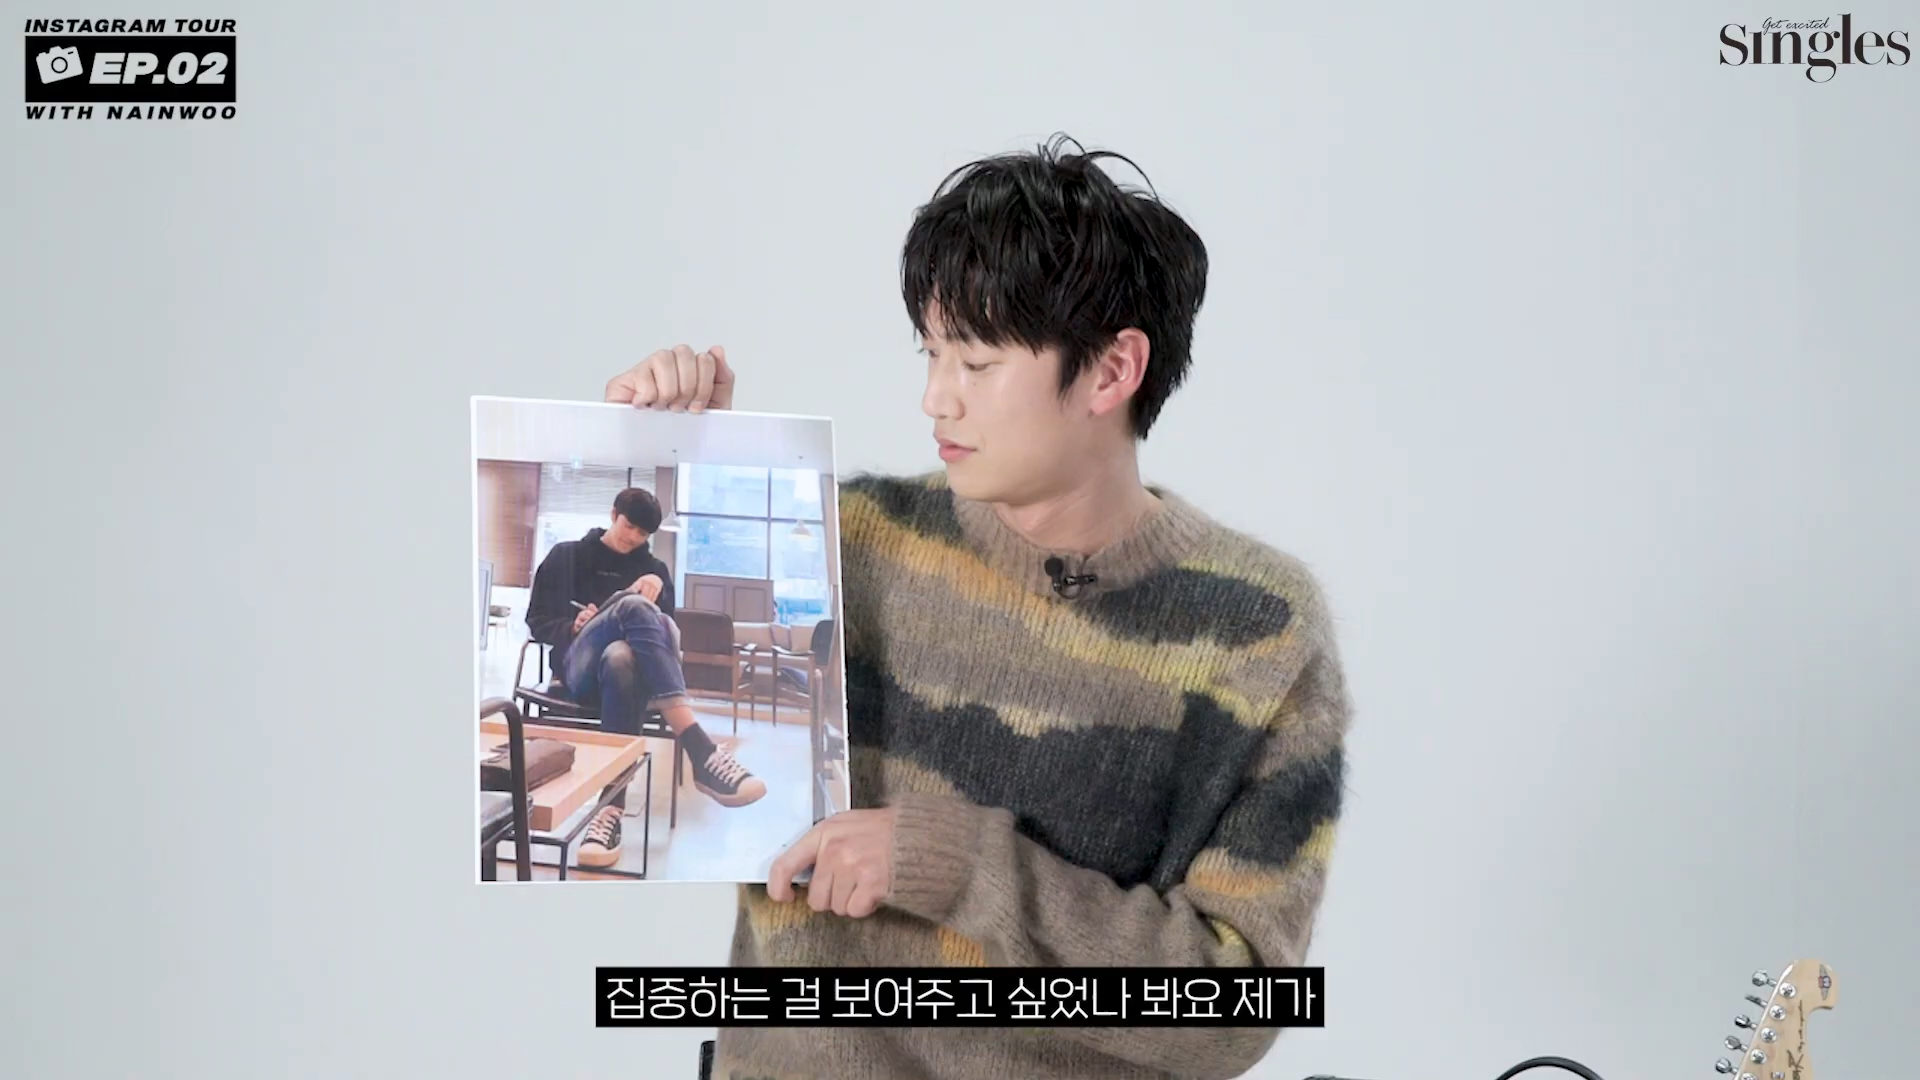 INSTAGRAM TOUR
EP.02
WITH NAINWOO
Get excited
Singles
집중하는 걸 보여주고 싶었나 봐요 제가